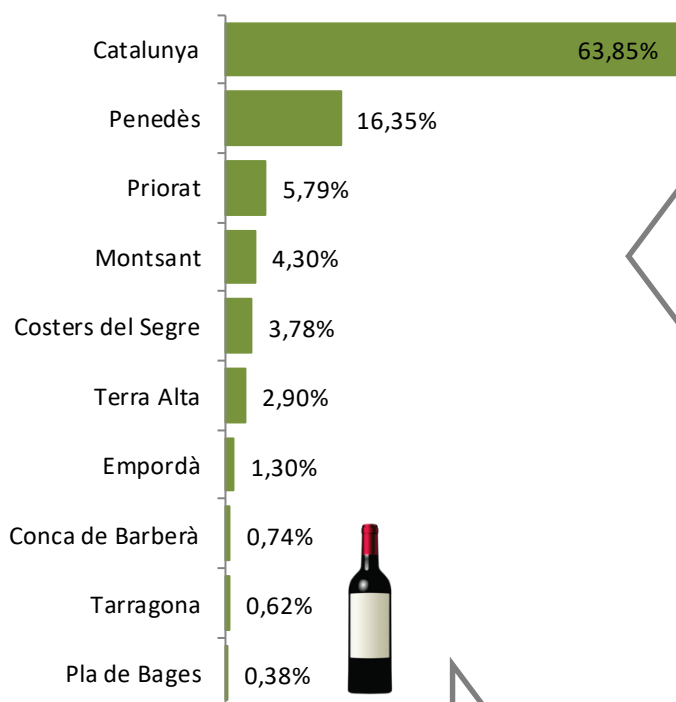 Catalunya 63,85%
Penedès 16,35%
Priorat 5,79%
Montsant 4,30%
Costers del Segre 3,78%
Terra Alta 2,90%
Empordà 1,30%
Conca de Barberà 0,74%
Tarragona 0,62%
Pla de Bages 0,38%